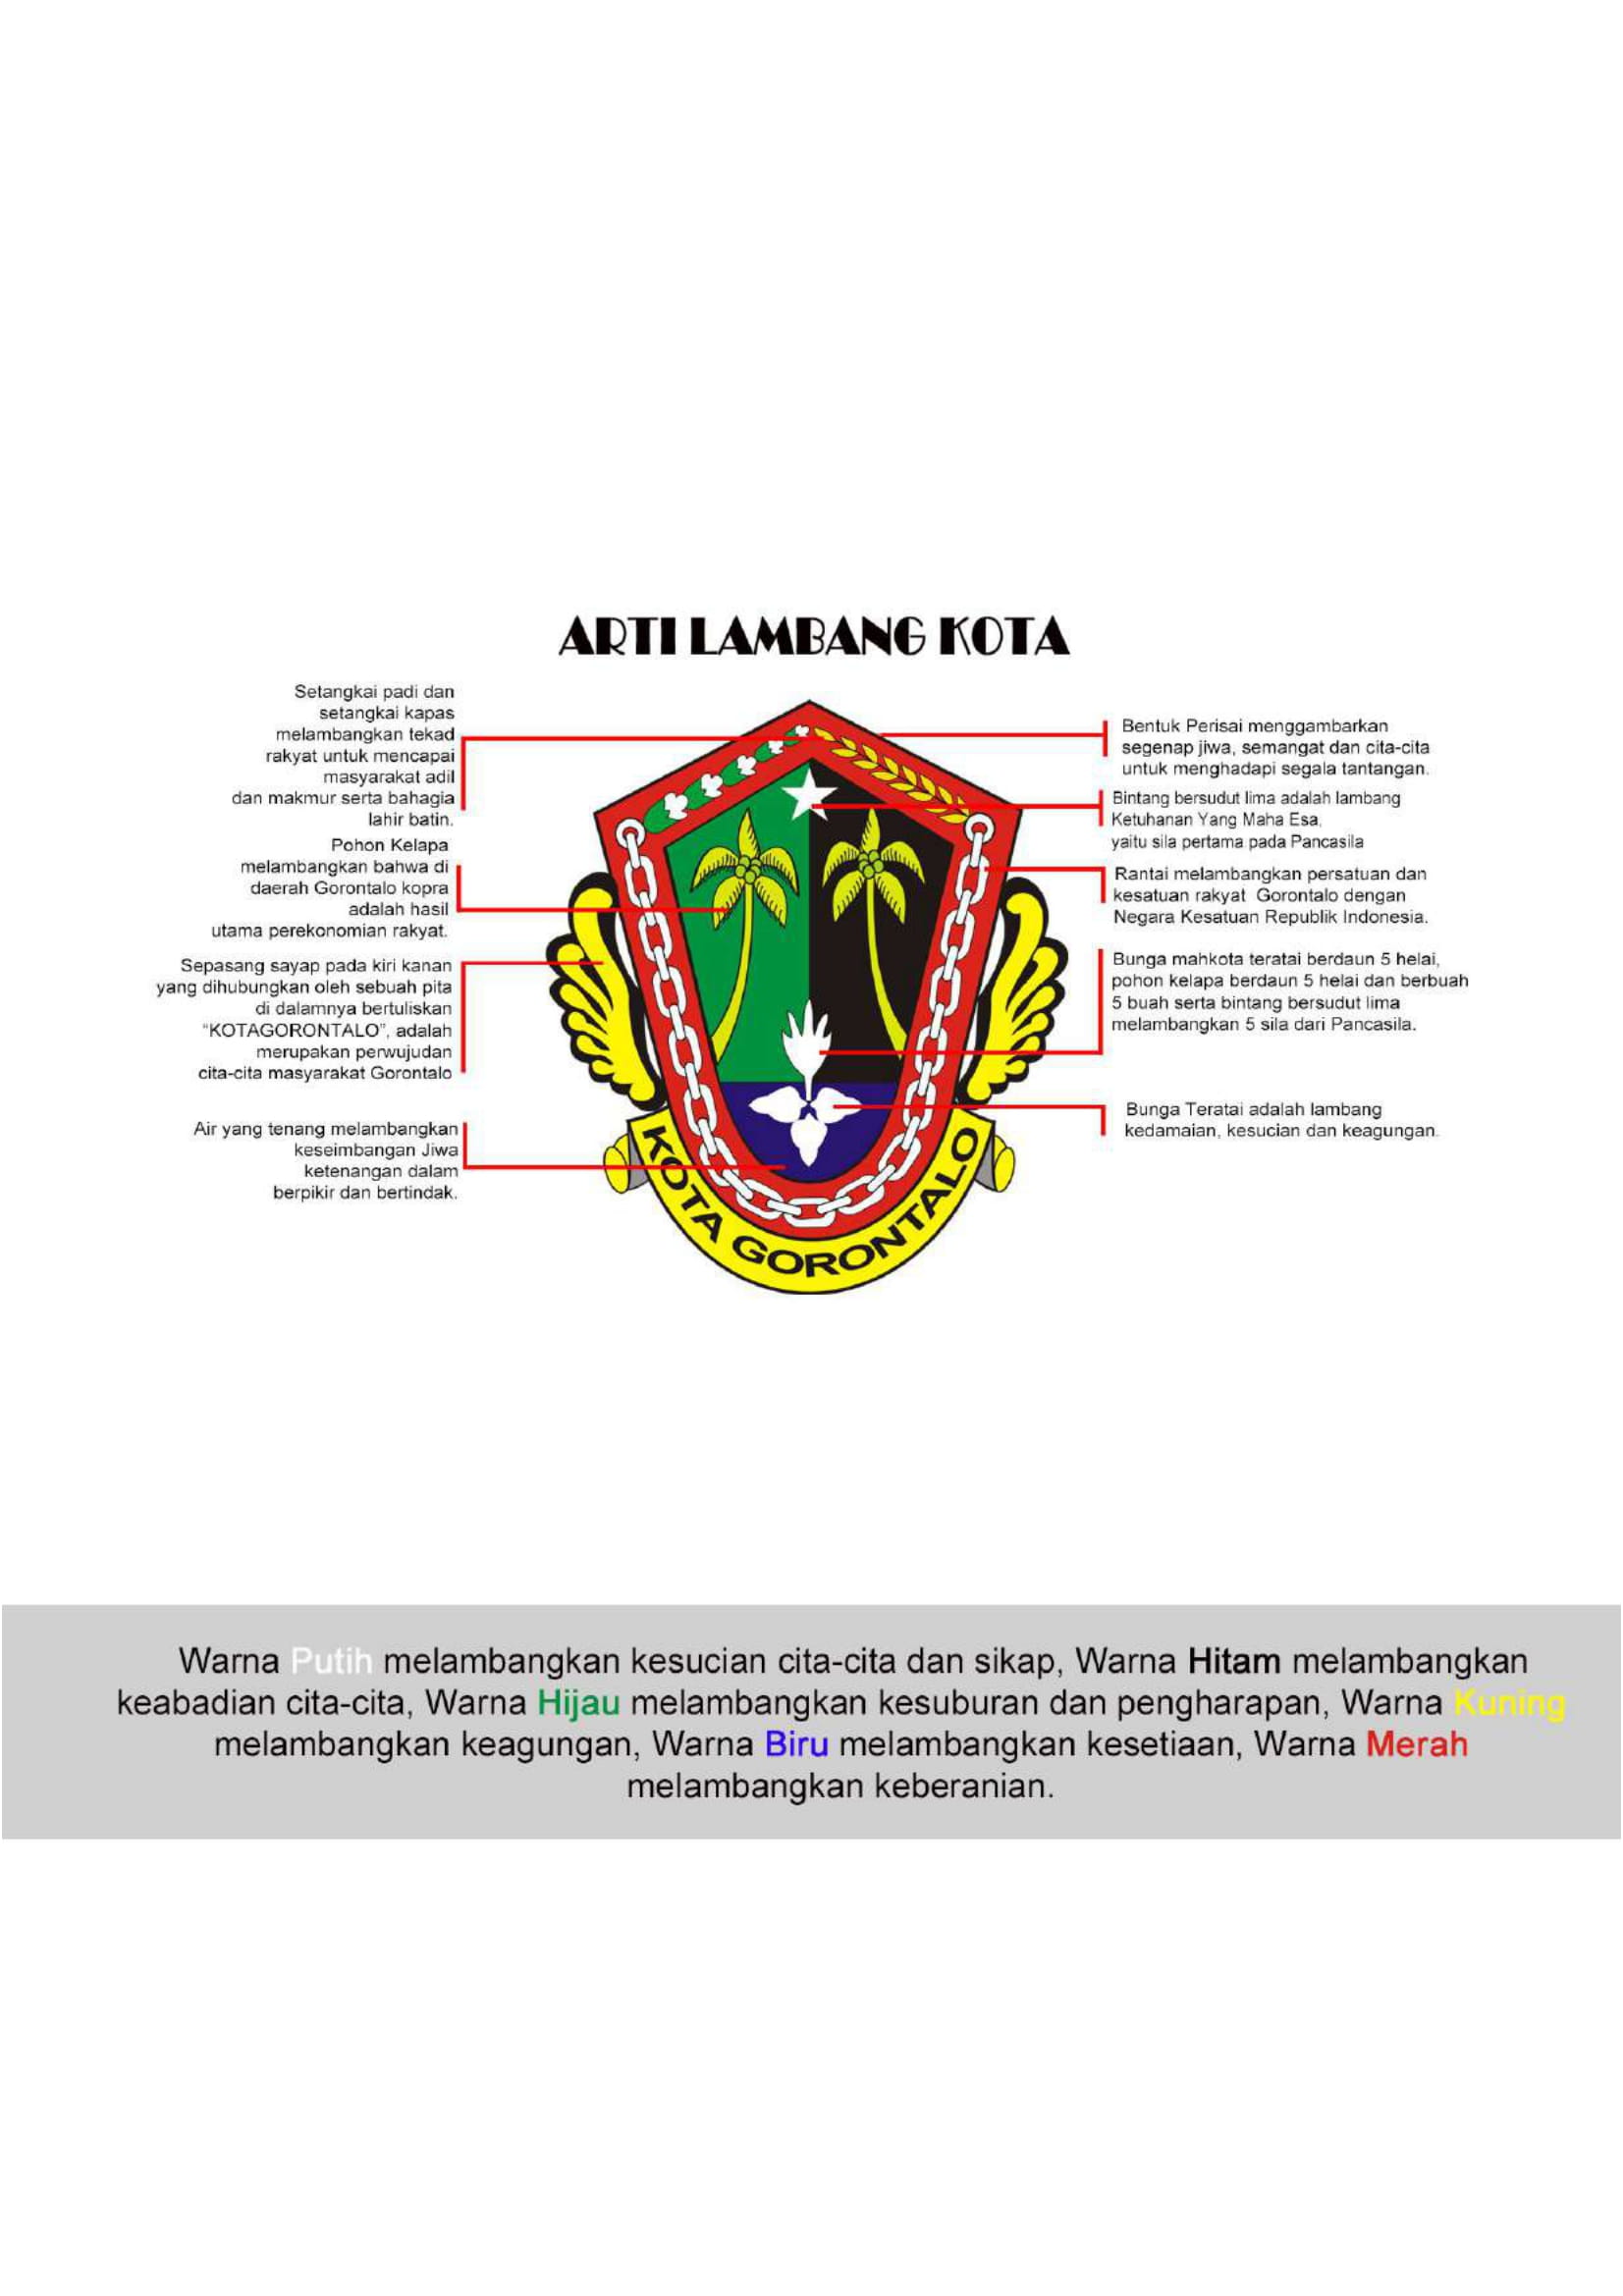 ARTI LAMBANG KOTA
Setangkai padi dan
setangkai kapas
melambangkan tekad
rakyat untuk mencapai
masyarakat adil
dan makmur serta bahagia
lahir batin.
Pohon Kelapa
melambangkan bahwa di
daerah Gorontalo kopra
adalah hasil
utama perekonomian rakyat.
Sepasang sayap pada kiri kanan
yang dihubungkan oleh sebuah pita
di dalamnya bertuliskan
"KOTAGORONTALO", adalah
merupakan perwujudan
cita-cita masyarakat Gorontalo
Air yang tenang melambangkan
keseimbangan Jiwa
ketenangan dalam
berpikir dan bertindak.
KOTA GORONTALO
Bentuk Perisai menggambarkan
segenap jiwa, semangat dan cita-cita
untuk menghadapi segala tantangan.
Bintang bersudut lima adalah lambang
Ketuhanan Yang Maha Esa,
yaitu sila pertama pada Pancasila
Rantai melambangkan persatuan dan
kesatuan rakyat Gorontalo dengan
Negara Kesatuan Republik Indonesia.
Bunga mahkota teratai berdaun 5 helai,
pohon kelapa berdaun 5 helai dan berbuah
5 buah serta bintang bersudut lima
melambangkan 5 sila dari Pancasila.
Bunga Teratai adalah lambang
kedamaian, kesucian dan keagungan.
Warna Putih melambangkan kesucian cita-cita dan sikap, Warna Hitam melambangkan
keabadian cita-cita, Warna Hijau melambangkan kesuburan dan pengharapan, Warna Kuning
melambangkan keagungan, Warna Biru melambangkan kesetiaan, Warna Merah
melambangkan keberanian.